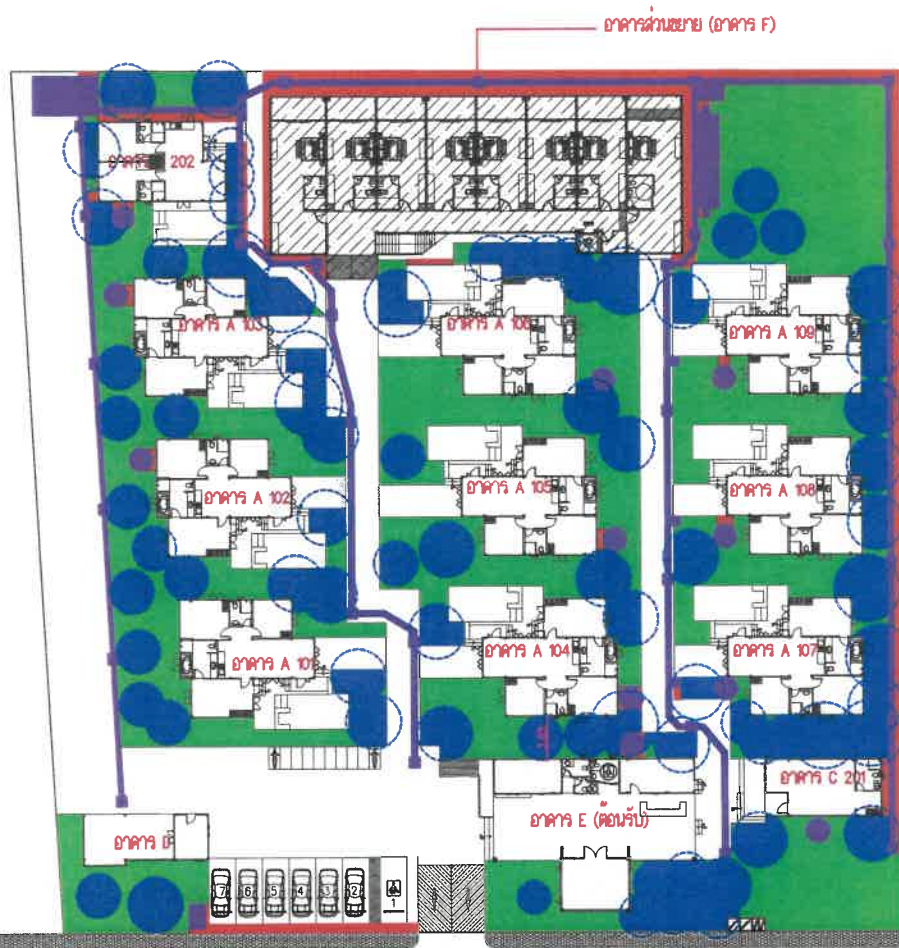 อาคารส่วนขยาย (อาคาร F)
อาคาร 202
อาคาร A 103
อาคาร A 106
อาคาร A 109
อาคาร A 102
อาคาร A 105
อาคาร A 108
อาคาร A 101
อาคาร A 104
อาคาร A 107
อาคาร C 201
อาคาร E (ต้อนรับ)
อาคาร D
7 6 5 4 3 2 1